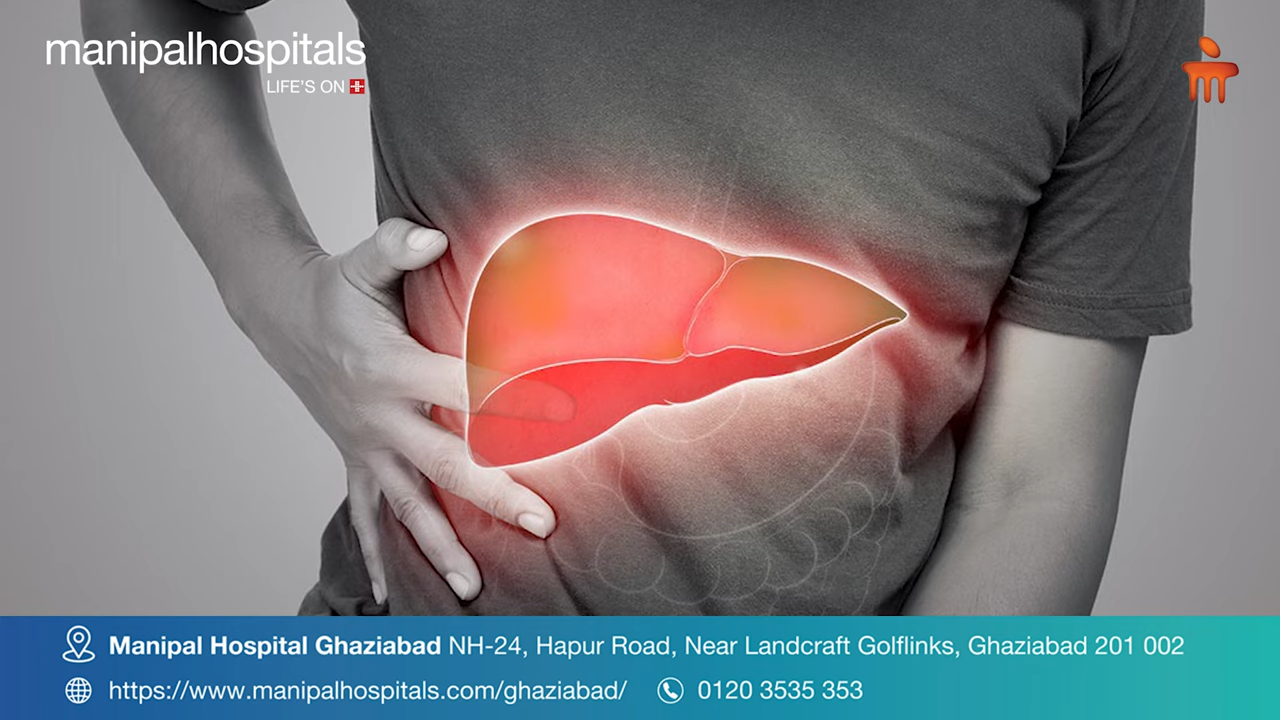 manipalhospitals
LIFE'S ON
Manipal Hospital Ghaziabad NH-24, Hapur Road, Near Landcraft Golflinks, Ghaziabad 201 002
https://www.manipalhospitals.com/ghaziabad/ 0120 3535 353